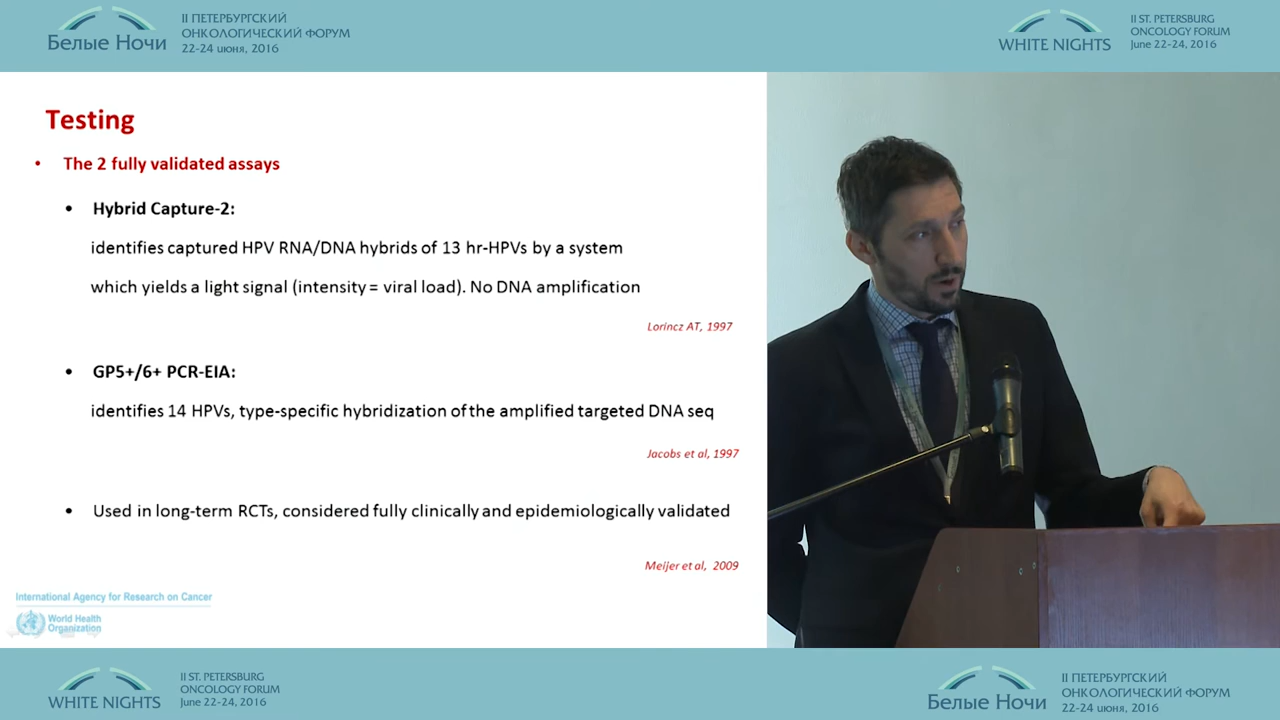 II ПЕТЕРБУРГСКИЙ
ОНКОЛОГИЧЕСКИЙ ФОРУМ
Белые Ночи
22-24 июня, 2016
II ST. PETERSBURG
ONCOLOGY FORUM
WHITE NIGHTS
June 22-24, 2016
Testing
• The 2 fully validated assays
• Hybrid Capture-2:
identifies captured HPV RNA/DNA hybrids of 13 hr-HPVs by a system
which yields a light signal (intensity = viral load). No DNA amplification
Lorincz AT, 1997
• GP5+/6+ PCR-EIA:
identifies 14 HPVs, type-specific hybridization of the amplified targeted DNA seq
Jacobs et al, 1997
• Used in long-term RCTs, considered fully clinically and epidemiologically validated
Meijer et al, 2009
International Agency for Research on Cancer
World Health
Organization
II ST. PETERSBURG
ONCOLOGY FORUM
WHITE NIGHTS
June 22-24, 2016
II ПЕТЕРБУРГСКИЙ
ОНКОЛОГИЧЕСКИЙ ФОРУМ
Белые Ночи
22-24 июня, 2016